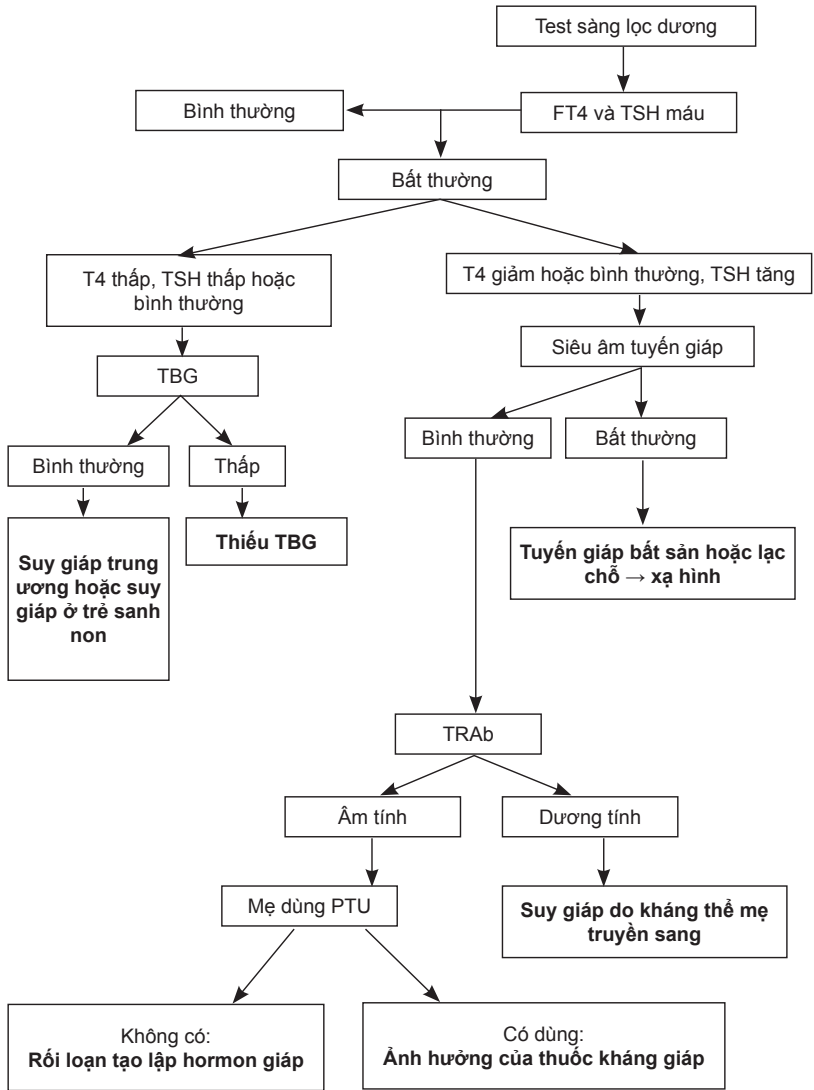 Test sàng lọc dương
Bình thường
FT4 và TSH máu
Bất thường
T4 thấp, TSH thấp hoặc
bình thường
T4 giảm hoặc bình thường, TSH tăng
Siêu âm tuyến giáp
TBG
Bình thường
Bất thường
Bình thường
Thấp
Suy giáp trung
ương hoặc suy
giáp ở trẻ sanh
non
Thiếu TBG
Tuyến giáp bất sản hoặc lạc
chỗ → xạ hình
TRAb
Âm tính
Dương tính
Mẹ dùng PTU
Suy giáp do kháng thể mẹ
truyền sang
Không có:
Rối loạn tạo lập hormon giáp
Có dùng:
Ảnh hưởng của thuốc kháng giáp